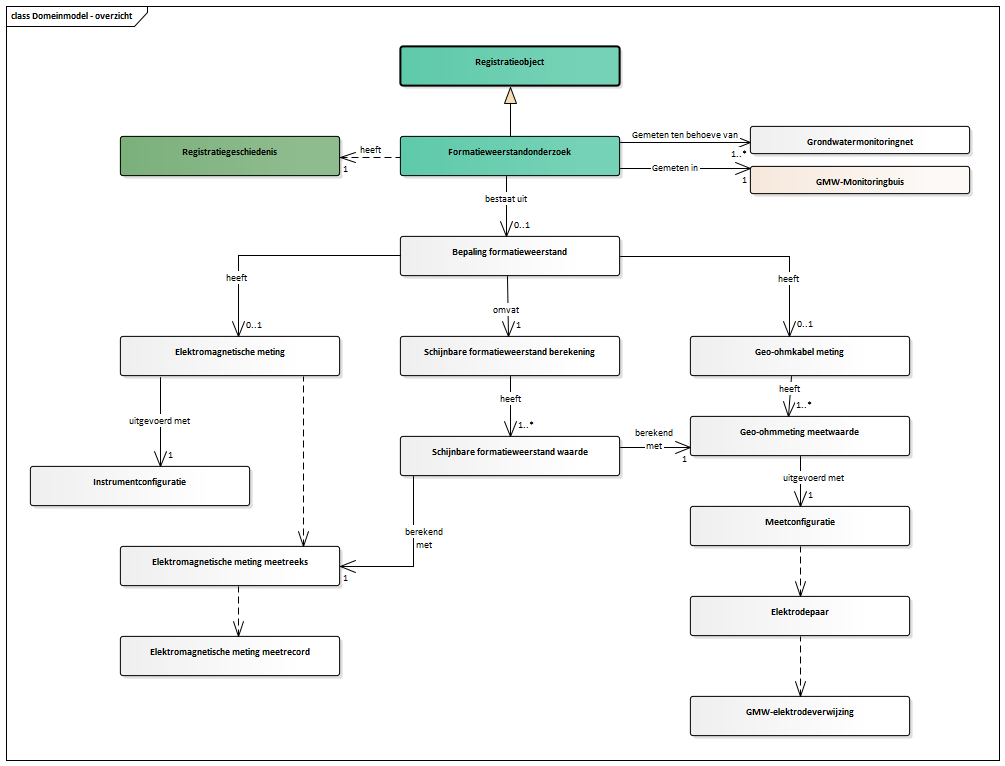 class Domeinmodel - overzicht
Registratieobject
Registratiegeschiedenis
heeft
1
Formatieweerstandonderzoek
Gemeten ten behoeve van
1..*
Grondwatermonitoringnet
Gemeten in
1
GMW-Monitoringbuis
bestaat uit
0..1
Bepaling formatieweerstand
heeft
0..1
omvat
1
heeft
0..1
Elektromagnetische meting
Schijnbare formatieweerstand berekening
Geo-ohmkabel meting
uitgevoerd met
1
heeft
1..*
heeft
1..*
Schijnbare formatieweerstand waarde
berekend
met
1
Geo-ohmmeting meetwaarde
Instrumentconfiguratie
uitgevoerd met
1
Meetconfiguratie
berekend
met
1
Elektromagnetische meting meetreeks
Elektrodepaar
Elektromagnetische meting meetrecord
GMW-elektrodeverwijzing